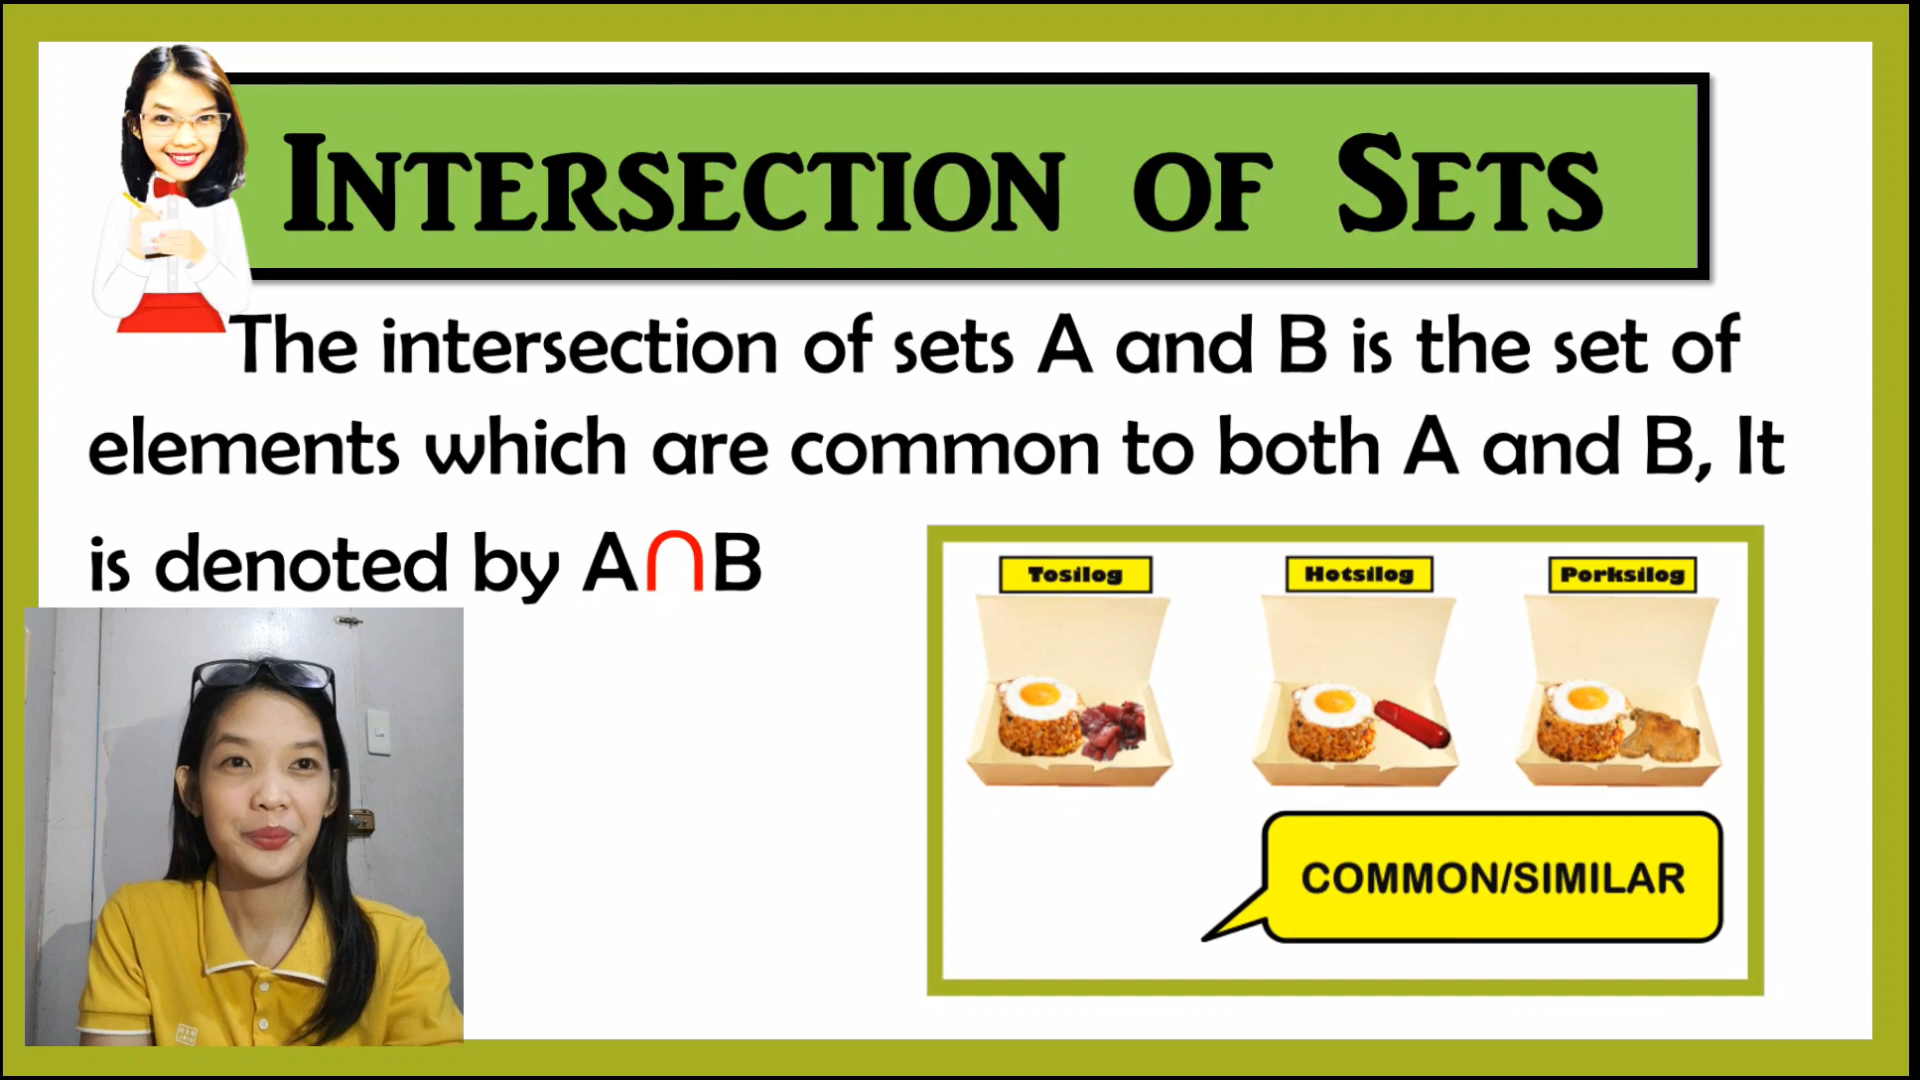 INTERSECTION OF SETS
The intersection of sets A and B is the set of
elements which are common to both A and B, It
is denoted by A∩B
Tosilog
Hotsilog
Porksilog
COMMON/SIMILAR